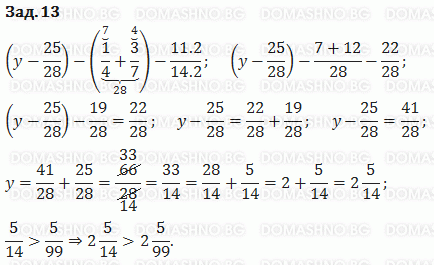 Зад. 13
(y − 25/28) − (1/4 + 3/7) − 11.2/14.2; (y − 25/28) − (7 + 12)/28 − 22/28;
(y − 25/28) − 19/28 = 22/28; y − 25/28 = 22/28 + 19/28; y − 25/28 = 41/28;
y = 41/28 + 25/28 = 66/28 = 33/14 = 28/14 + 5/14 = 2 + 5/14 = 2 5/14;
5/14 > 5/99 ⇒ 2 5/14 > 2 5/99.
DOMASHNO.BG